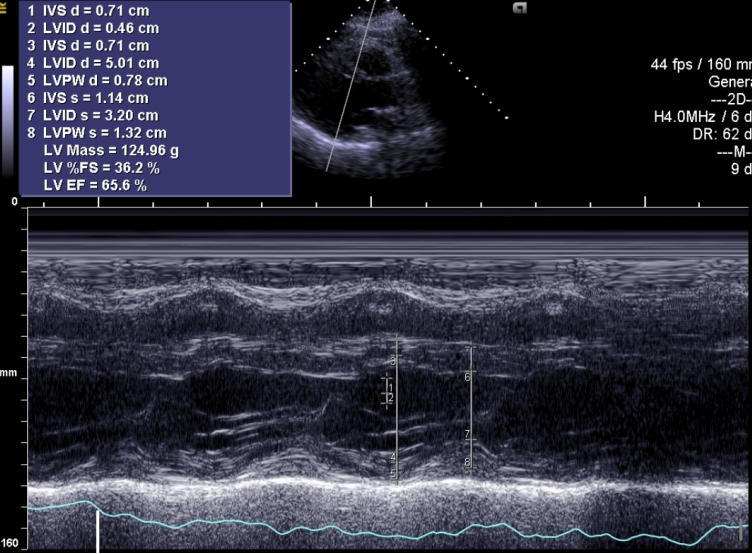 1 IVS d = 0.71 cm
2 LVID d = 0.46 cm
3 IVS d = 0.71 cm
4 LVID d = 5.01 cm
5 LVPW d = 0.78 cm
6 IVS s = 1.14 cm
7 LVID s = 3.20 cm
8 LVPW s = 1.32 cm
LV Mass = 124.96 g
LV %FS = 36.2 %
LV EF = 65.6 %
44 fps / 160 m
Genera
---2D-
H4.0MHz / 6 d
DR: 62 d
---M-
9 d
0
3
1
2
6
mm
7
4
8
5
160